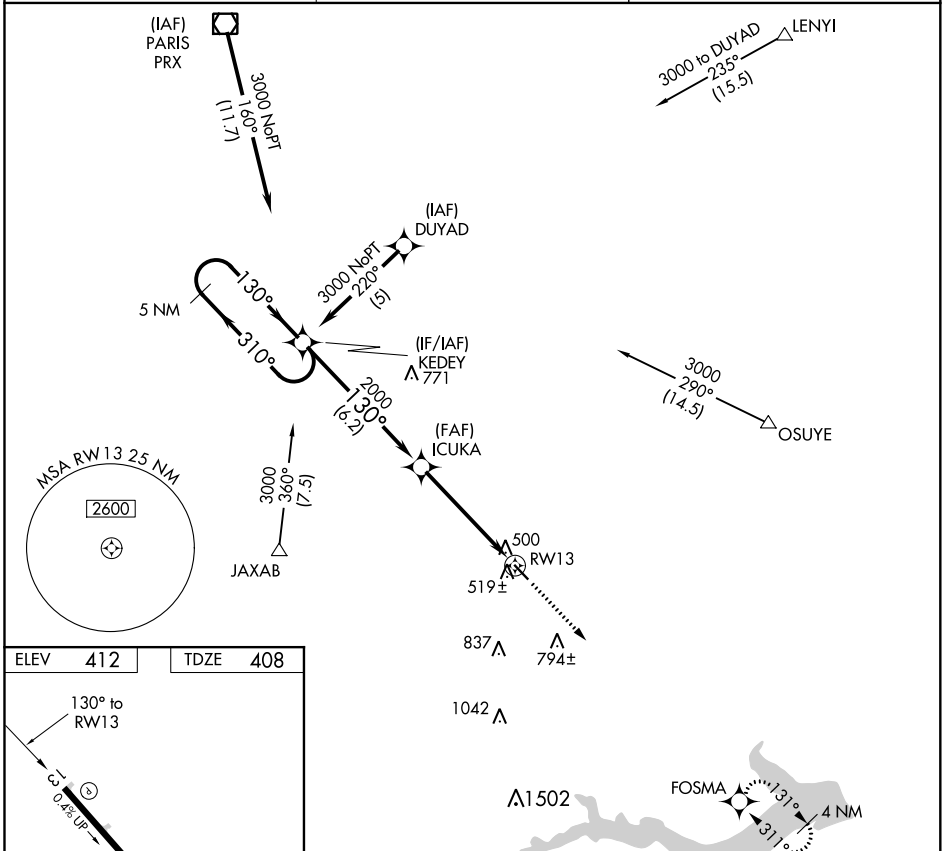 (IAF)
PARIS
PRX
3000 NoPT
160°
(11.7)
LENYI
3000 to DUYAD
235°
(15.5)
(IAF)
DUYAD
3000 NoPT
220°
(5)
130°
5 NM
310°
(IF/IAF)
KEDEY
771
2000
130°
(6.2)
3000
290°
(14.5)
OSUYE
(FAF)
ICUKA
MSA RW13 25 NM
2600
3000
360°
(7.5)
JAXAB
500
RW13
519±
837
794±
1042
ELEV 412
TDZE 408
130° to
RW13
13
P
0.4% UP
1502
FOSMA
131°
4 NM
311°